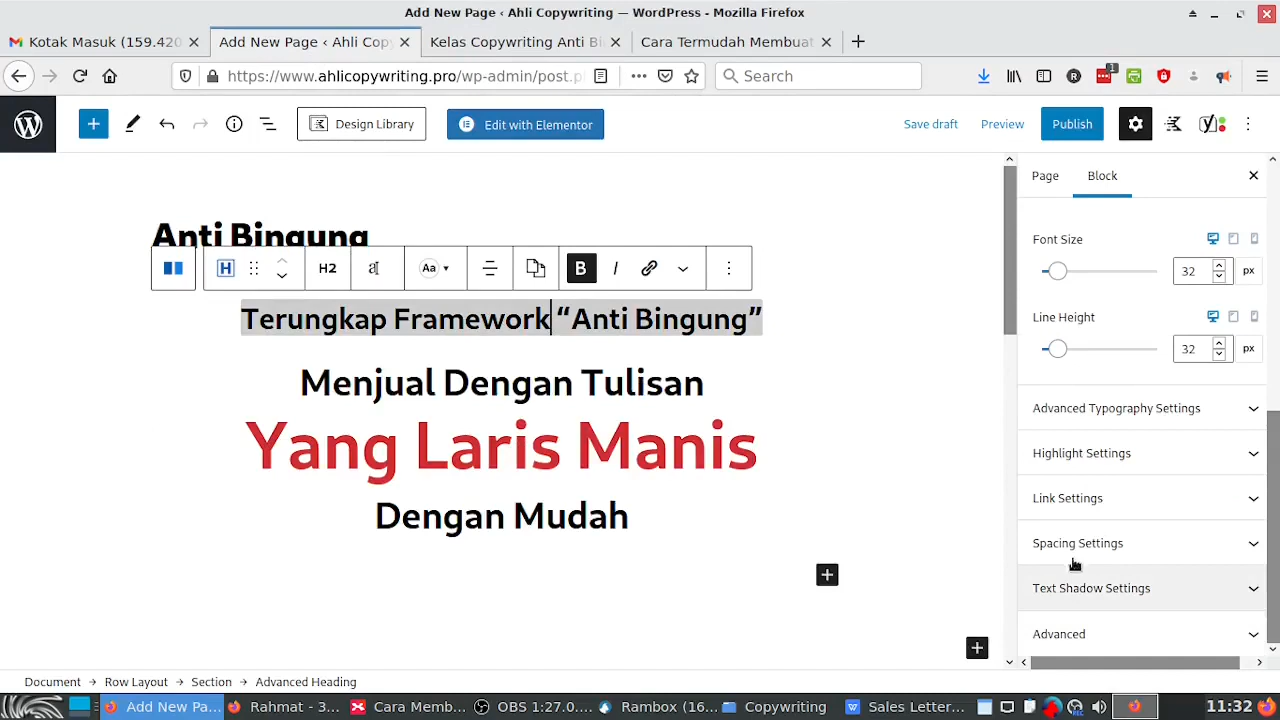 Add New Page ‹ Ahli Copywriting — WordPress - Mozilla Firefox
Kotak Masuk (159.420
Add New Page ‹ Ahli Copy
Kelas Copywriting Anti Bi
Cara Termudah Membuat
https://www.ahlicopywriting.pro/wp-admin/post.p
Search
1
Design Library
Edit with Elementor
Save draft
Preview
Publish
Page
Block
Anti Bingung
H
H2
Aa
B
I
Terungkap Framework “Anti Bingung”
Menjual Dengan Tulisan
Yang Laris Manis
Dengan Mudah
Font Size
32
px
Line Height
32
px
Advanced Typography Settings
Highlight Settings
Link Settings
Spacing Settings
Text Shadow Settings
Advanced
Document → Row Layout → Section → Advanced Heading
Add New Pa...
Rahmat - 3...
Cara Memb...
OBS 1:27.0....
Rambox (16...
Copywriting
Sales Letter...
11:32